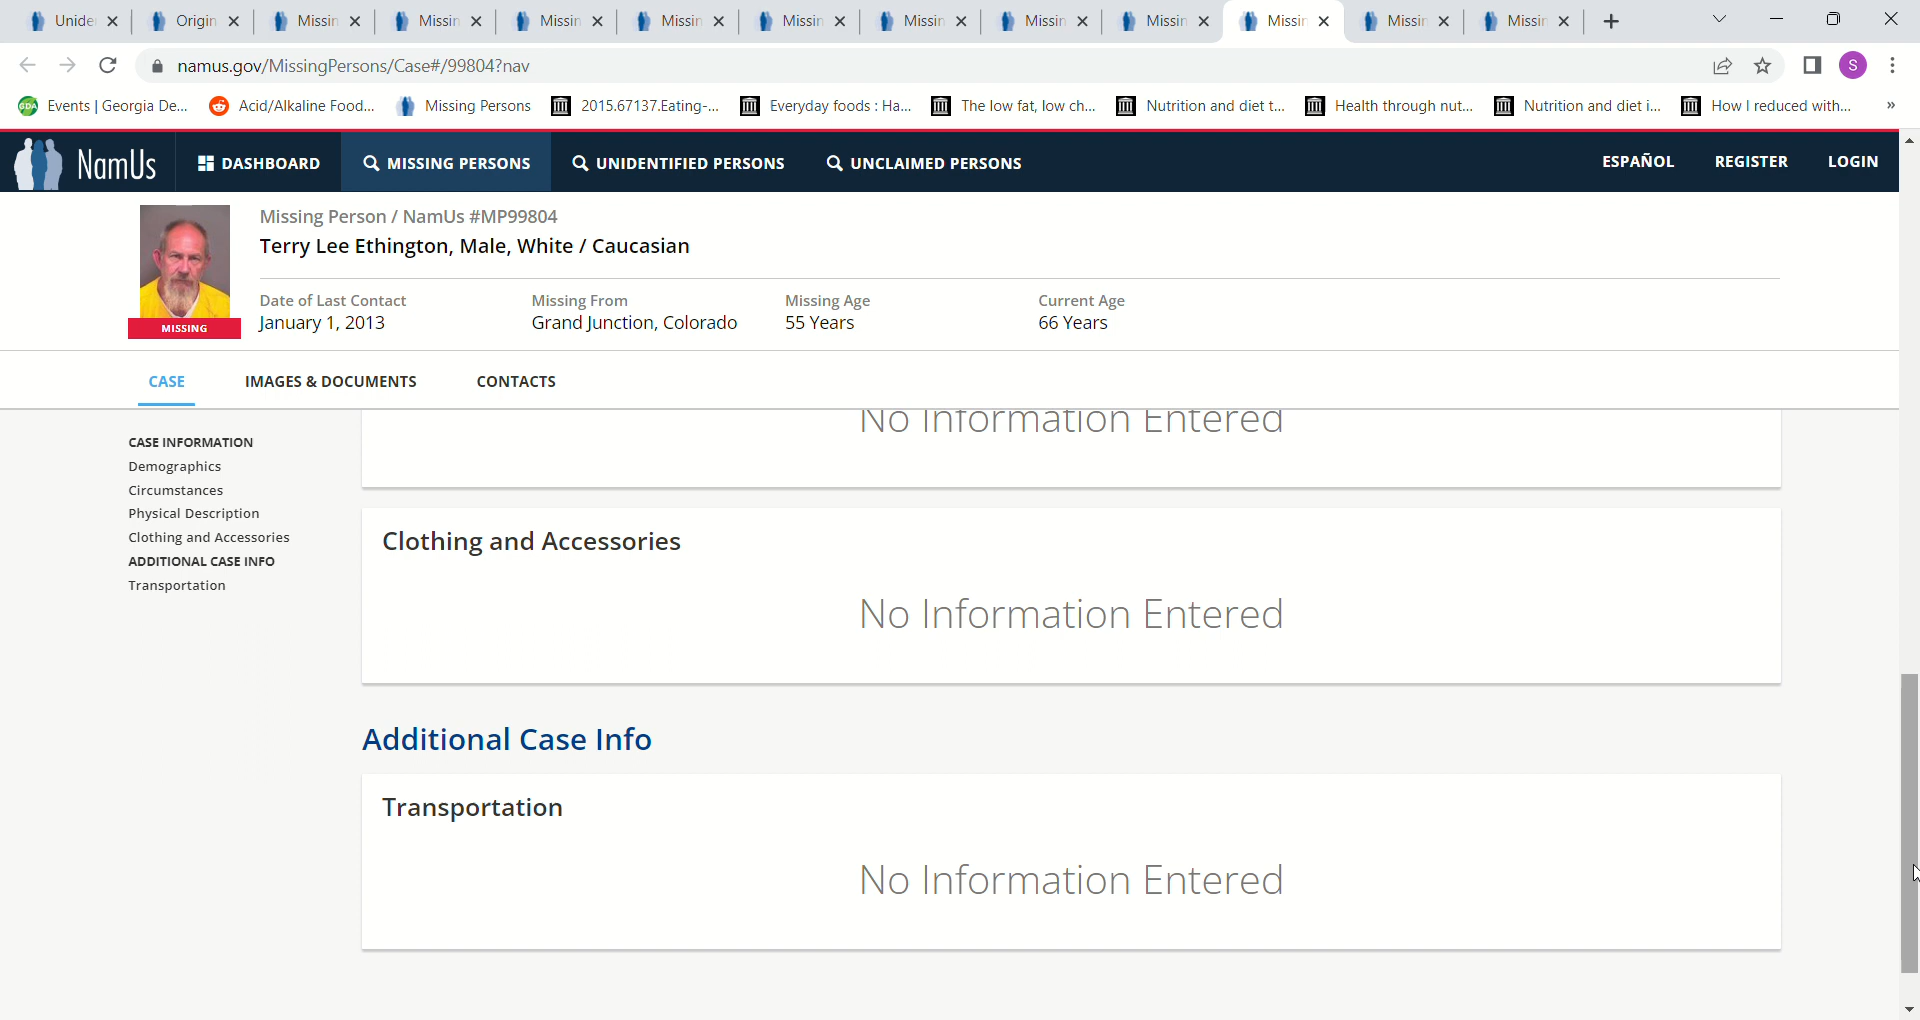 Unide
Origin
Missin
Missin
Missin
Missin
Missin
Missin
Missin
Missin
Missin
Missin
Missin
namus.gov/MissingPersons/Case#/99804?nav
S
GDA
Events | Georgia De...
Acid/Alkaline Food...
Missing Persons
2015.67137.Eating-...
Everyday foods : Ha...
The low fat, low ch...
Nutrition and diet t...
Health through nut...
Nutrition and diet i...
How I reduced with...
»
NamUs
DASHBOARD
MISSING PERSONS
UNIDENTIFIED PERSONS
UNCLAIMED PERSONS
ESPAÑOL
REGISTER
LOGIN
Missing Person / NamUs #MP99804
Terry Lee Ethington, Male, White / Caucasian
MISSING
Date of Last Contact
January 1, 2013
Missing From
Grand Junction, Colorado
Missing Age
55 Years
Current Age
66 Years
CASE
IMAGES & DOCUMENTS
CONTACTS
CASE INFORMATION
Demographics
Circumstances
Physical Description
Clothing and Accessories
ADDITIONAL CASE INFO
Transportation
No Information Entered
Clothing and Accessories
No Information Entered
Additional Case Info
Transportation
No Information Entered